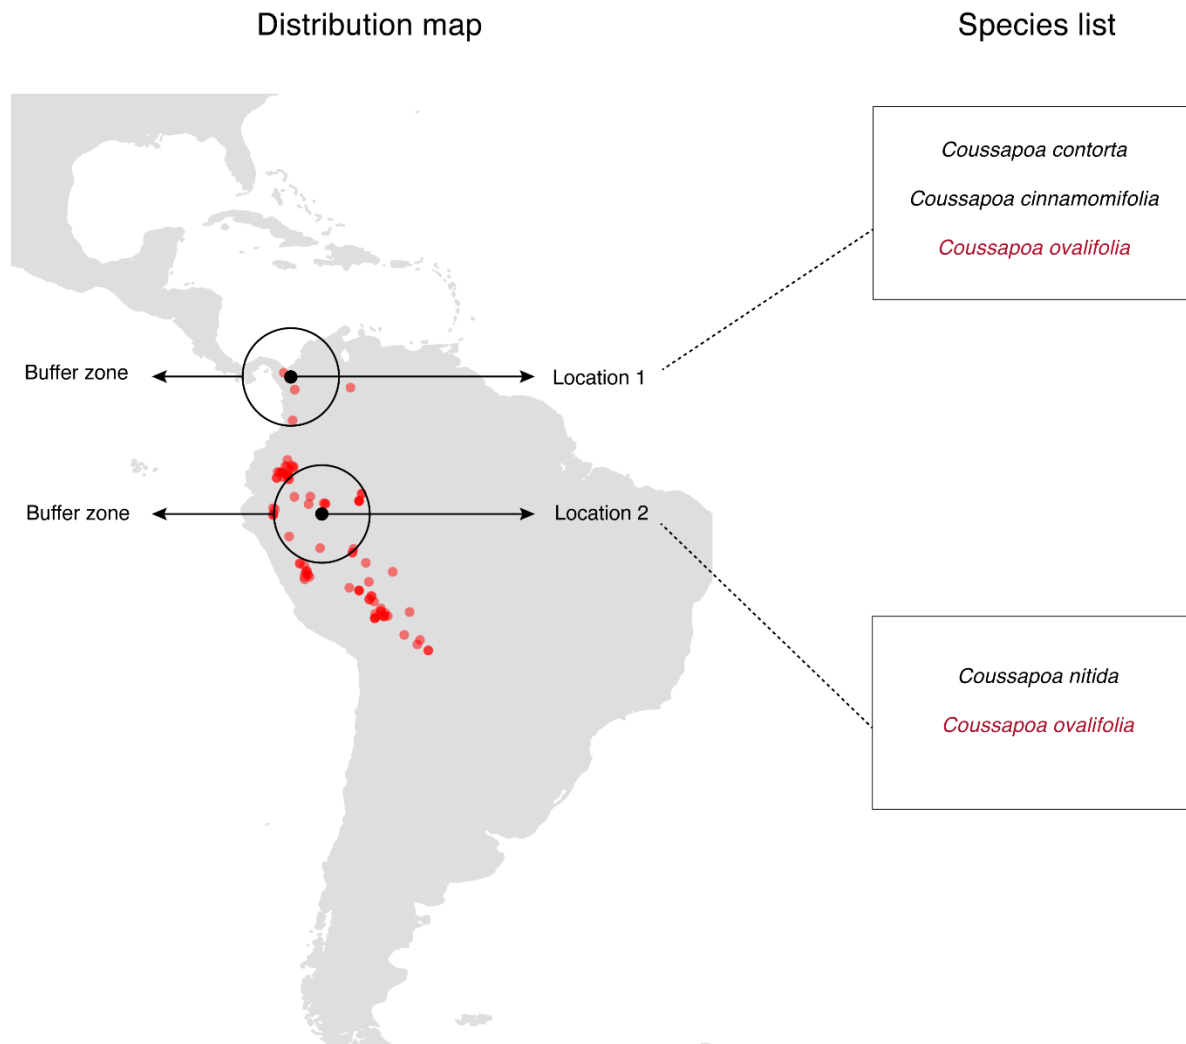 Distribution map
Species list
Coussapoa contorta
Coussapoa cinnamomifolia
Coussapoa ovalifolia
Buffer zone
Location 1
Buffer zone
Location 2
Coussapoa nitida
Coussapoa ovalifolia